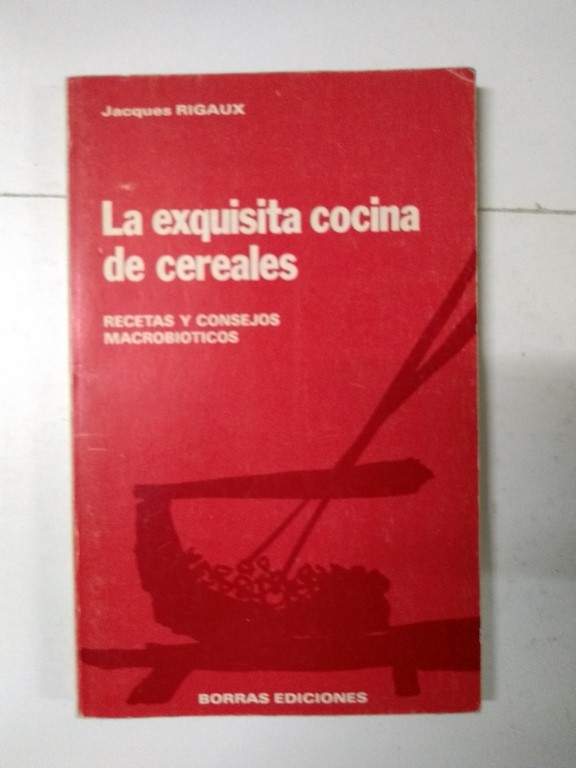 Jacques RIGAUX
La exquisita cocina
de cereales
RECETAS Y CONSEJOS
MACROBIOTICOS
BORRAS EDICIONES